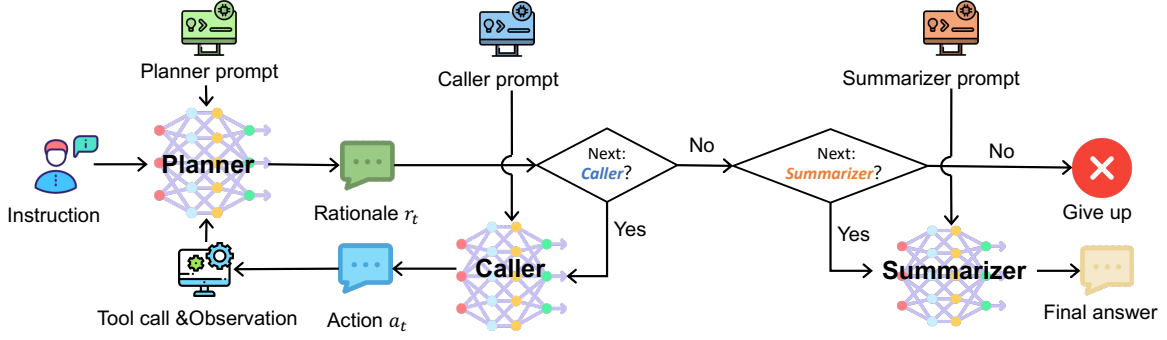 Planner prompt
Caller prompt
Summarizer prompt
Planner
Next:
Caller?
No
Next:
Summarizer?
No
Instruction
Rationale r_t
Yes
Yes
Give up
Caller
Summarizer
Tool call &Observation
Action a_t
Final answer